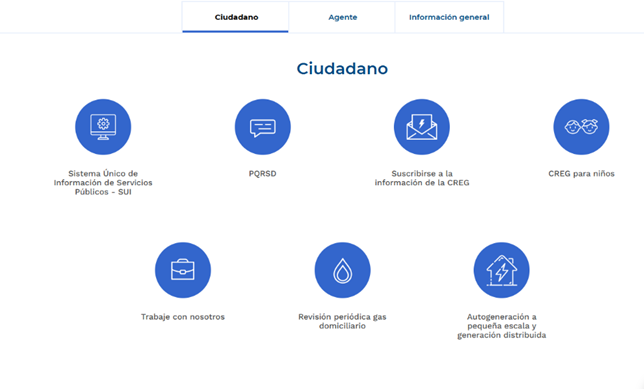 Ciudadano
Agente
Información general
Ciudadano
Sistema Único de
Información de Servicios
Públicos - SUI
PQRSD
Suscribirse a la
información de la CREG
CREG para niños
Trabaje con nosotros
Revisión periódica gas
domiciliario
Autogeneración a
pequeña escala y
generación distribuida